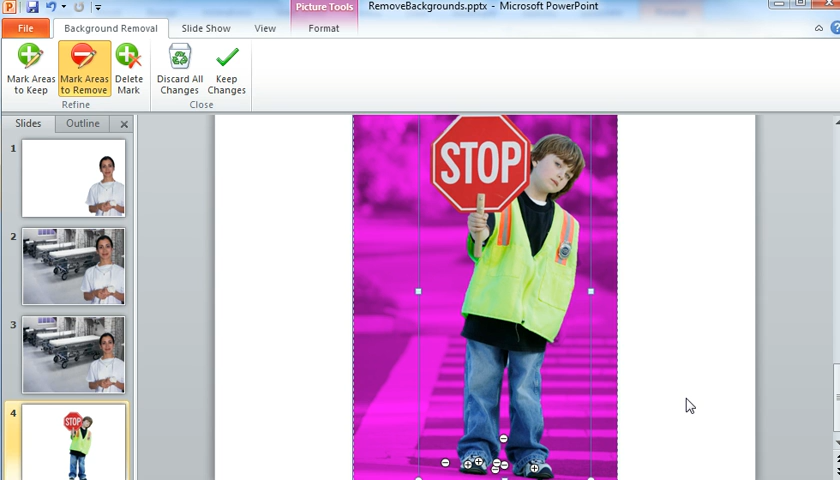 Picture Tools
RemoveBackgrounds.pptx - Microsoft PowerPoint
File
Background Removal
Slide Show
View
Format
Mark Areas to Keep
Mark Areas to Remove
Delete Mark
Discard All Changes
Keep Changes
Refine
Close
Slides
Outline
1
2
3
4
STOP
STOP